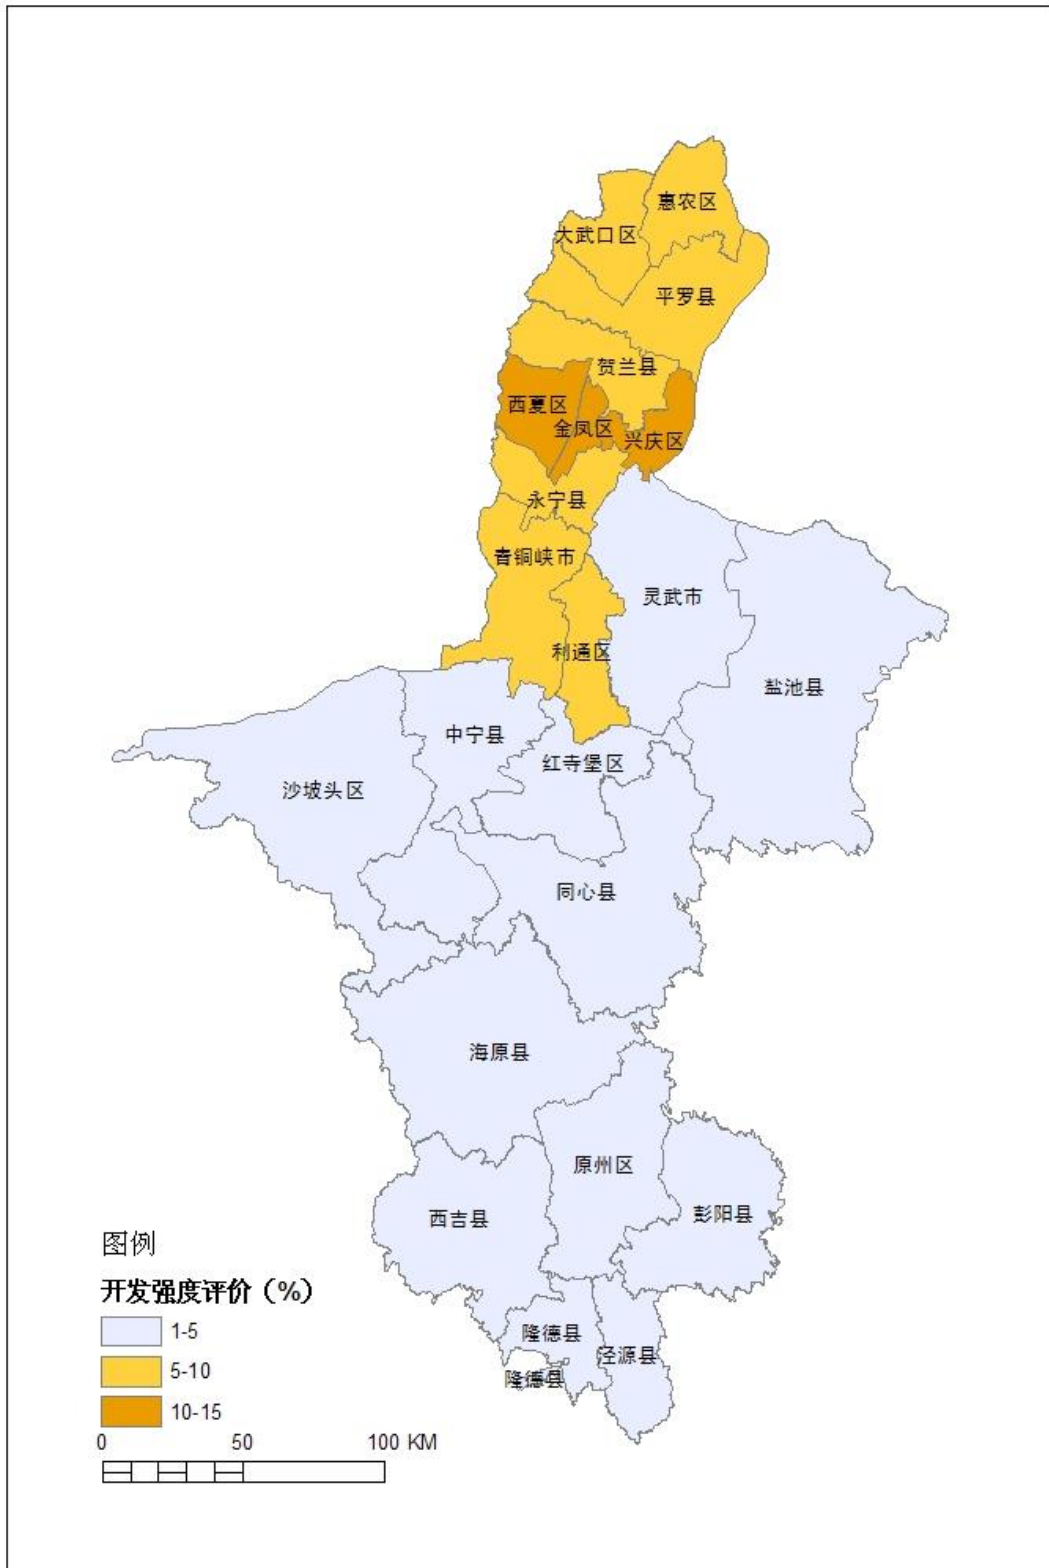 惠农区
大武口区
平罗县
贺兰县
西夏区
金凤区
兴庆区
永宁县
青铜峡市
灵武市
利通区
盐池县
中宁县
红寺堡区
沙坡头区
同心县
海原县
原州区
彭阳县
西吉县
隆德县
泾源县
隆德县
图例
开发强度评价（%）
1-5
5-10
10-15
0 50 100 KM